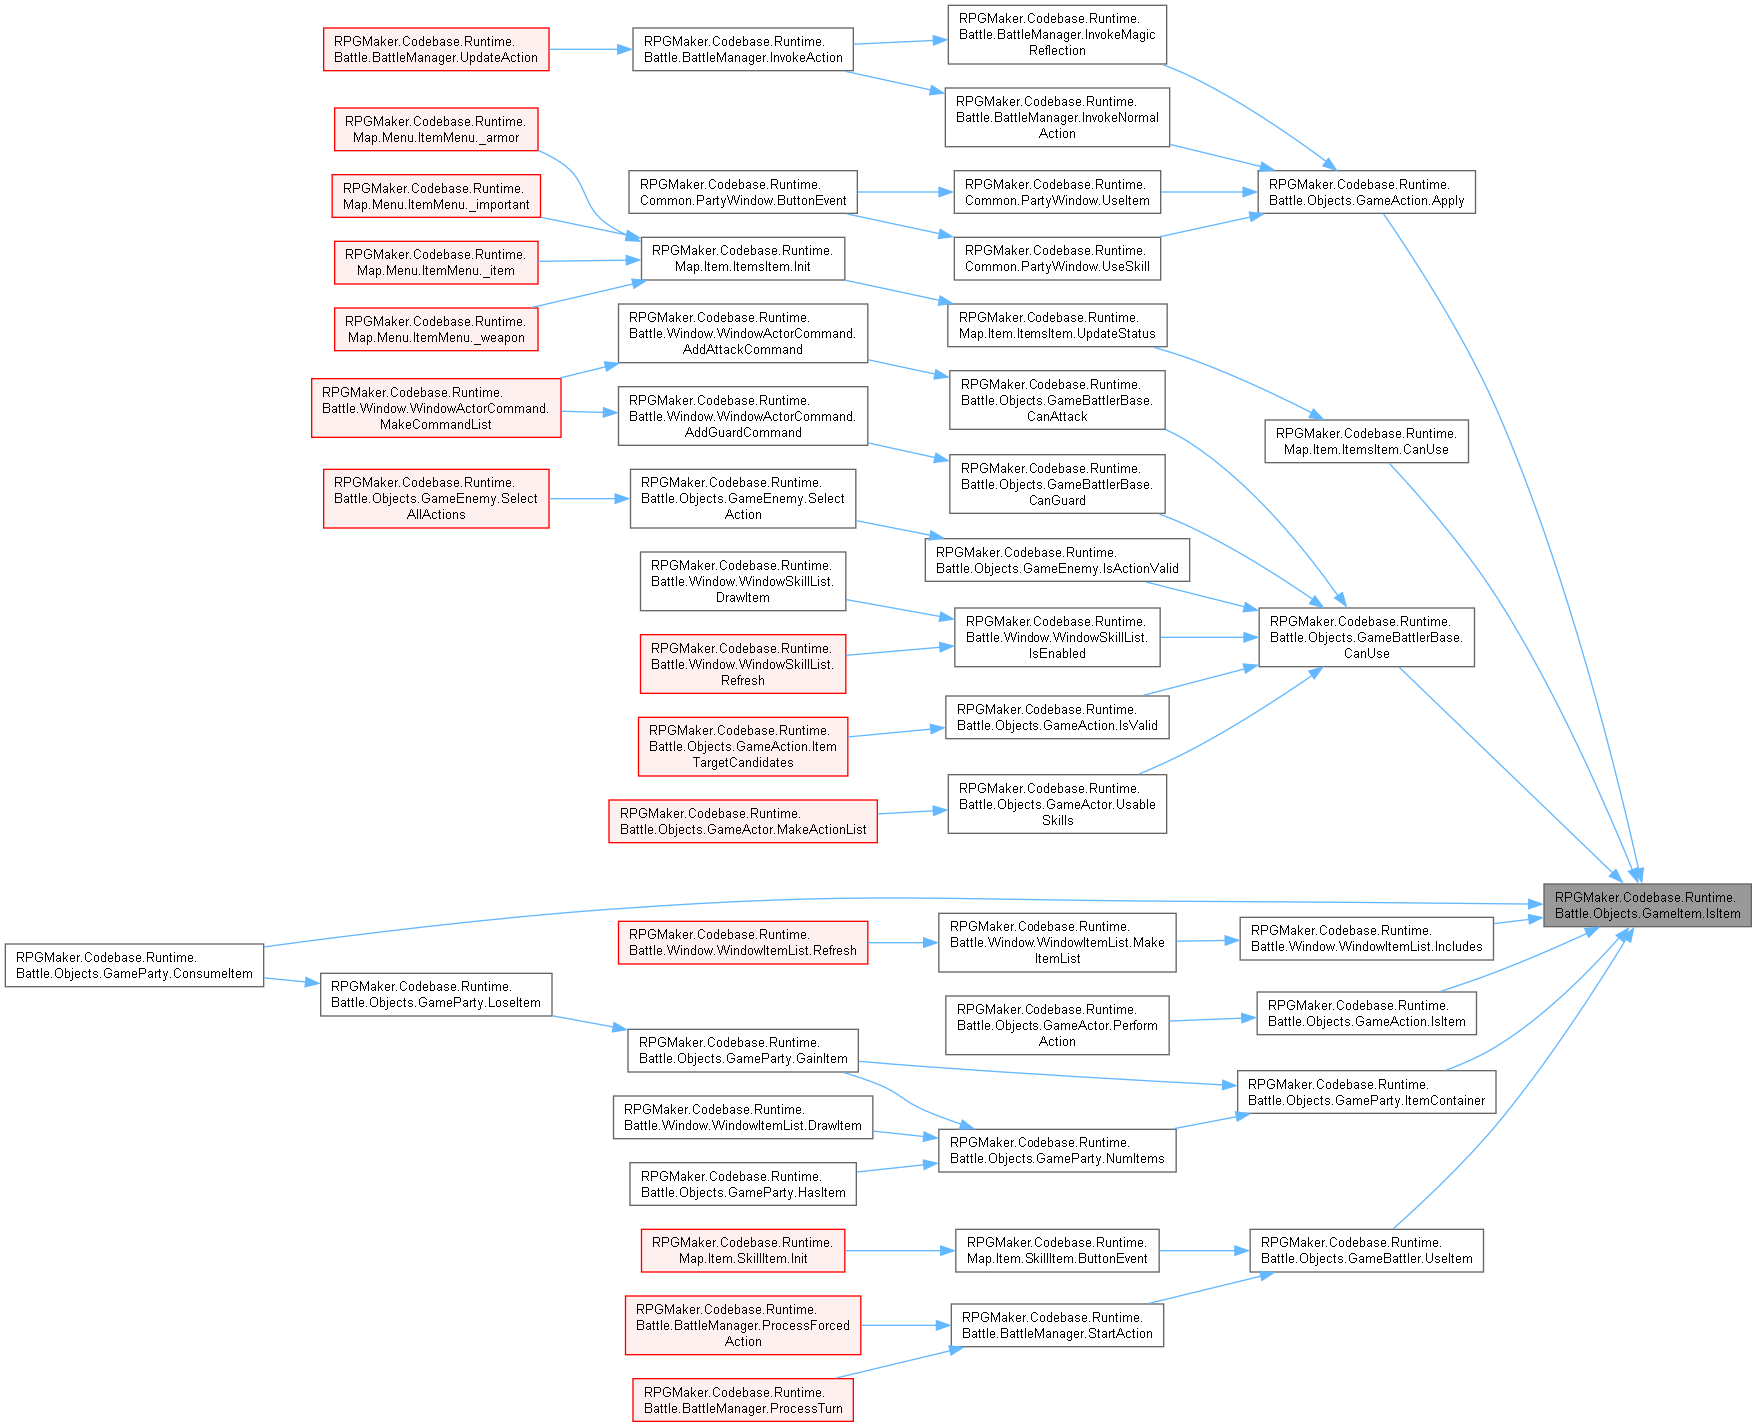 RPGMaker.Codebase.Runtime.
Battle.BattleManager.UpdateAction
RPGMaker.Codebase.Runtime.
Battle.BattleManager.InvokeAction
RPGMaker.Codebase.Runtime.
Battle.BattleManager.InvokeMagic
Reflection
RPGMaker.Codebase.Runtime.
Battle.BattleManager.InvokeNormal
Action
RPGMaker.Codebase.Runtime.
Map.Menu.ItemMenu._armor
RPGMaker.Codebase.Runtime.
Map.Menu.ItemMenu._important
RPGMaker.Codebase.Runtime.
Common.PartyWindow.ButtonEvent
RPGMaker.Codebase.Runtime.
Common.PartyWindow.UseItem
RPGMaker.Codebase.Runtime.
Battle.Objects.GameAction.Apply
RPGMaker.Codebase.Runtime.
Map.Menu.ItemMenu._item
RPGMaker.Codebase.Runtime.
Map.Item.ItemsItem.Init
RPGMaker.Codebase.Runtime.
Common.PartyWindow.UseSkill
RPGMaker.Codebase.Runtime.
Map.Menu.ItemMenu._weapon
RPGMaker.Codebase.Runtime.
Battle.Window.WindowActorCommand.
AddAttackCommand
RPGMaker.Codebase.Runtime.
Map.Item.ItemsItem.UpdateStatus
RPGMaker.Codebase.Runtime.
Battle.Window.WindowActorCommand.
MakeCommandList
RPGMaker.Codebase.Runtime.
Battle.Window.WindowActorCommand.
AddGuardCommand
RPGMaker.Codebase.Runtime.
Battle.Objects.GameBattlerBase.
CanAttack
RPGMaker.Codebase.Runtime.
Map.Item.ItemsItem.CanUse
RPGMaker.Codebase.Runtime.
Battle.Objects.GameEnemy.Select
AllActions
RPGMaker.Codebase.Runtime.
Battle.Objects.GameEnemy.Select
Action
RPGMaker.Codebase.Runtime.
Battle.Objects.GameBattlerBase.
CanGuard
RPGMaker.Codebase.Runtime.
Battle.Objects.GameEnemy.IsActionValid
RPGMaker.Codebase.Runtime.
Battle.Window.WindowSkillList.
DrawItem
RPGMaker.Codebase.Runtime.
Battle.Window.WindowSkillList.
IsEnabled
RPGMaker.Codebase.Runtime.
Battle.Objects.GameBattlerBase.
CanUse
RPGMaker.Codebase.Runtime.
Battle.Window.WindowSkillList.
Refresh
RPGMaker.Codebase.Runtime.
Battle.Objects.GameAction.IsValid
RPGMaker.Codebase.Runtime.
Battle.Objects.GameAction.Item
TargetCandidates
RPGMaker.Codebase.Runtime.
Battle.Objects.GameActor.Usable
Skills
RPGMaker.Codebase.Runtime.
Battle.Objects.GameActor.MakeActionList
RPGMaker.Codebase.Runtime.
Battle.Objects.GameItem.IsItem
RPGMaker.Codebase.Runtime.
Battle.Window.WindowItemList.Refresh
RPGMaker.Codebase.Runtime.
Battle.Window.WindowItemList.Make
ItemList
RPGMaker.Codebase.Runtime.
Battle.Window.WindowItemList.Includes
RPGMaker.Codebase.Runtime.
Battle.Objects.GameParty.ConsumeItem
RPGMaker.Codebase.Runtime.
Battle.Objects.GameParty.LoseItem
RPGMaker.Codebase.Runtime.
Battle.Objects.GameActor.Perform
Action
RPGMaker.Codebase.Runtime.
Battle.Objects.GameAction.IsItem
RPGMaker.Codebase.Runtime.
Battle.Objects.GameParty.GainItem
RPGMaker.Codebase.Runtime.
Battle.Objects.GameParty.ItemContainer
RPGMaker.Codebase.Runtime.
Battle.Window.WindowItemList.DrawItem
RPGMaker.Codebase.Runtime.
Battle.Objects.GameParty.NumItems
RPGMaker.Codebase.Runtime.
Battle.Objects.GameParty.HasItem
RPGMaker.Codebase.Runtime.
Map.Item.SkillItem.Init
RPGMaker.Codebase.Runtime.
Map.Item.SkillItem.ButtonEvent
RPGMaker.Codebase.Runtime.
Battle.Objects.GameBattler.UseItem
RPGMaker.Codebase.Runtime.
Battle.BattleManager.ProcessForced
Action
RPGMaker.Codebase.Runtime.
Battle.BattleManager.StartAction
RPGMaker.Codebase.Runtime.
Battle.BattleManager.ProcessTurn